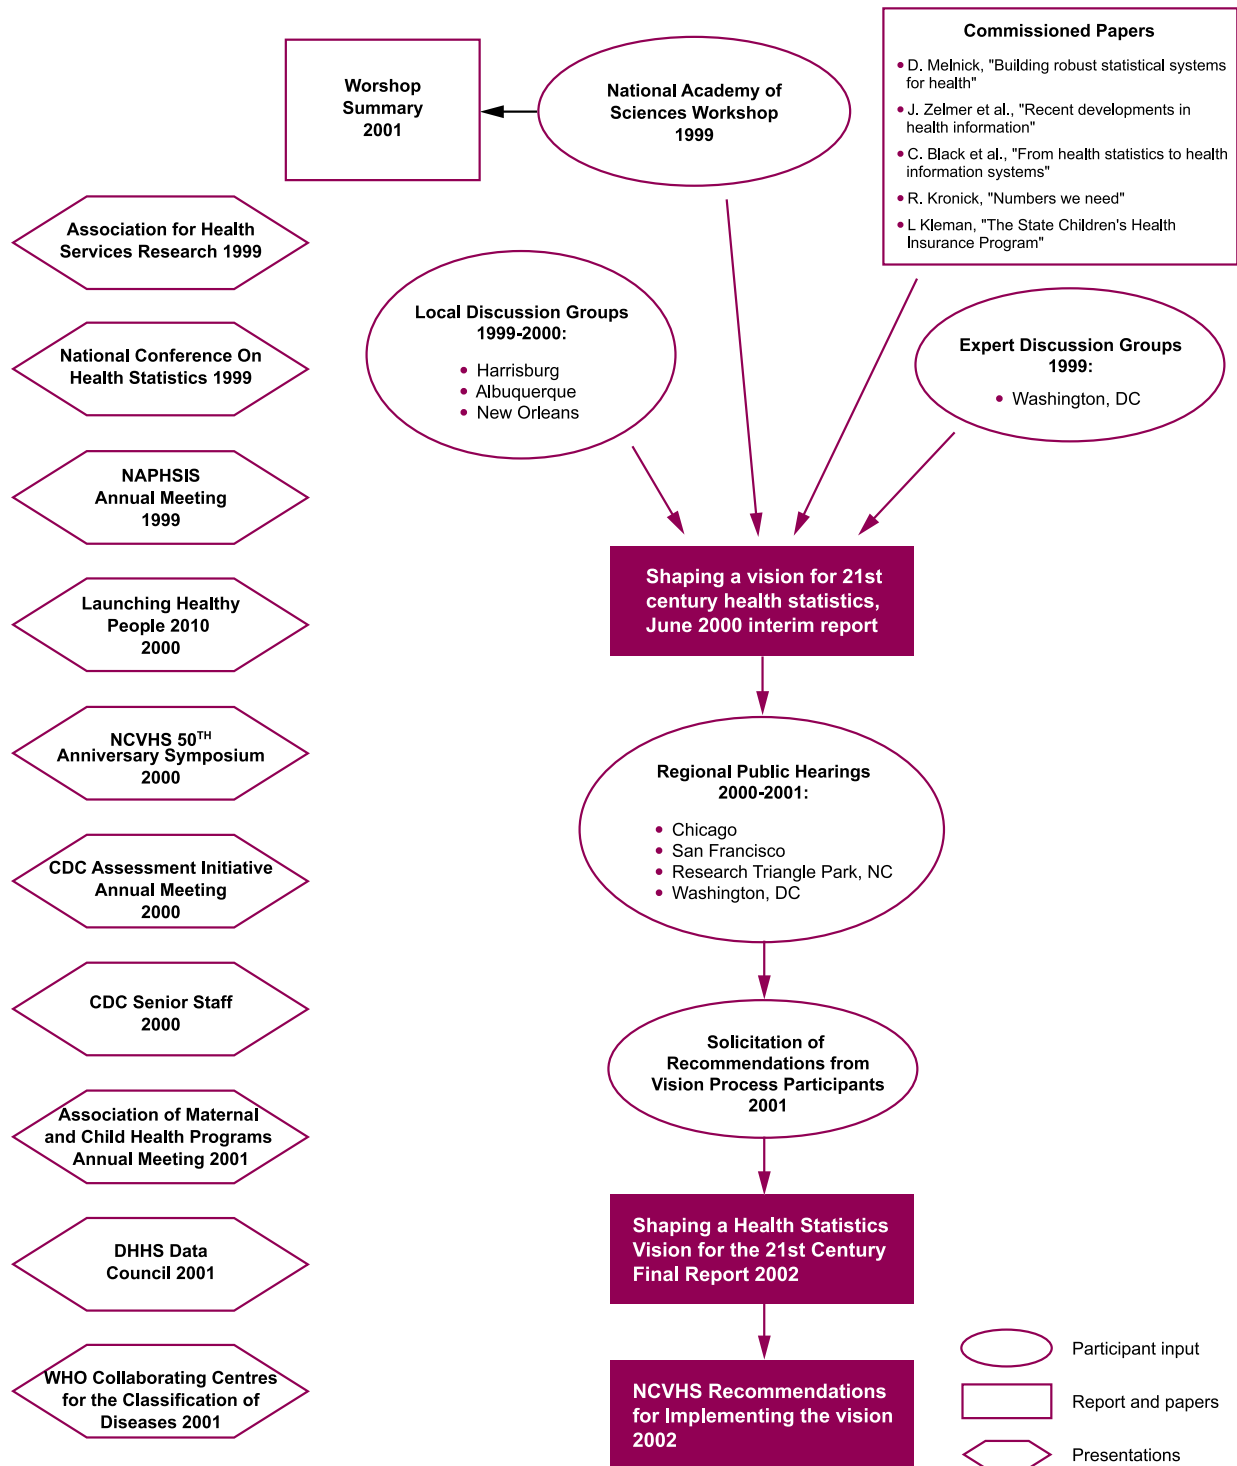 Worshop
Summary
2001
National Academy of
Sciences Workshop
1999
Commissioned Papers
• D. Melnick, "Building robust statistical systems
for health"
• J. Zelmer et al., "Recent developments in
health information"
• C. Black et al., "From health statistics to health
information systems"
• R. Kronick, "Numbers we need"
• L Kleman, "The State Children's Health
Insurance Program"
Association for Health
Services Research 1999
National Conference On
Health Statistics 1999
NAPHSIS
Annual Meeting
1999
Launching Healthy
People 2010
2000
NCVHS 50TH
Anniversary Symposium
2000
CDC Assessment Initiative
Annual Meeting
2000
CDC Senior Staff
2000
Association of Maternal
and Child Health Programs
Annual Meeting 2001
DHHS Data
Council 2001
WHO Collaborating Centres
for the Classification of
Diseases 2001
Local Discussion Groups
1999-2000:
• Harrisburg
• Albuquerque
• New Orleans
Expert Discussion Groups
1999:
• Washington, DC
Shaping a vision for 21st
century health statistics,
June 2000 interim report
Regional Public Hearings
2000-2001:
• Chicago
• San Francisco
• Research Triangle Park, NC
• Washington, DC
Solicitation of
Recommendations from
Vision Process Participants
2001
Shaping a Health Statistics
Vision for the 21st Century
Final Report 2002
NCVHS Recommendations
for Implementing the vision
2002
Participant input
Report and papers
Presentations